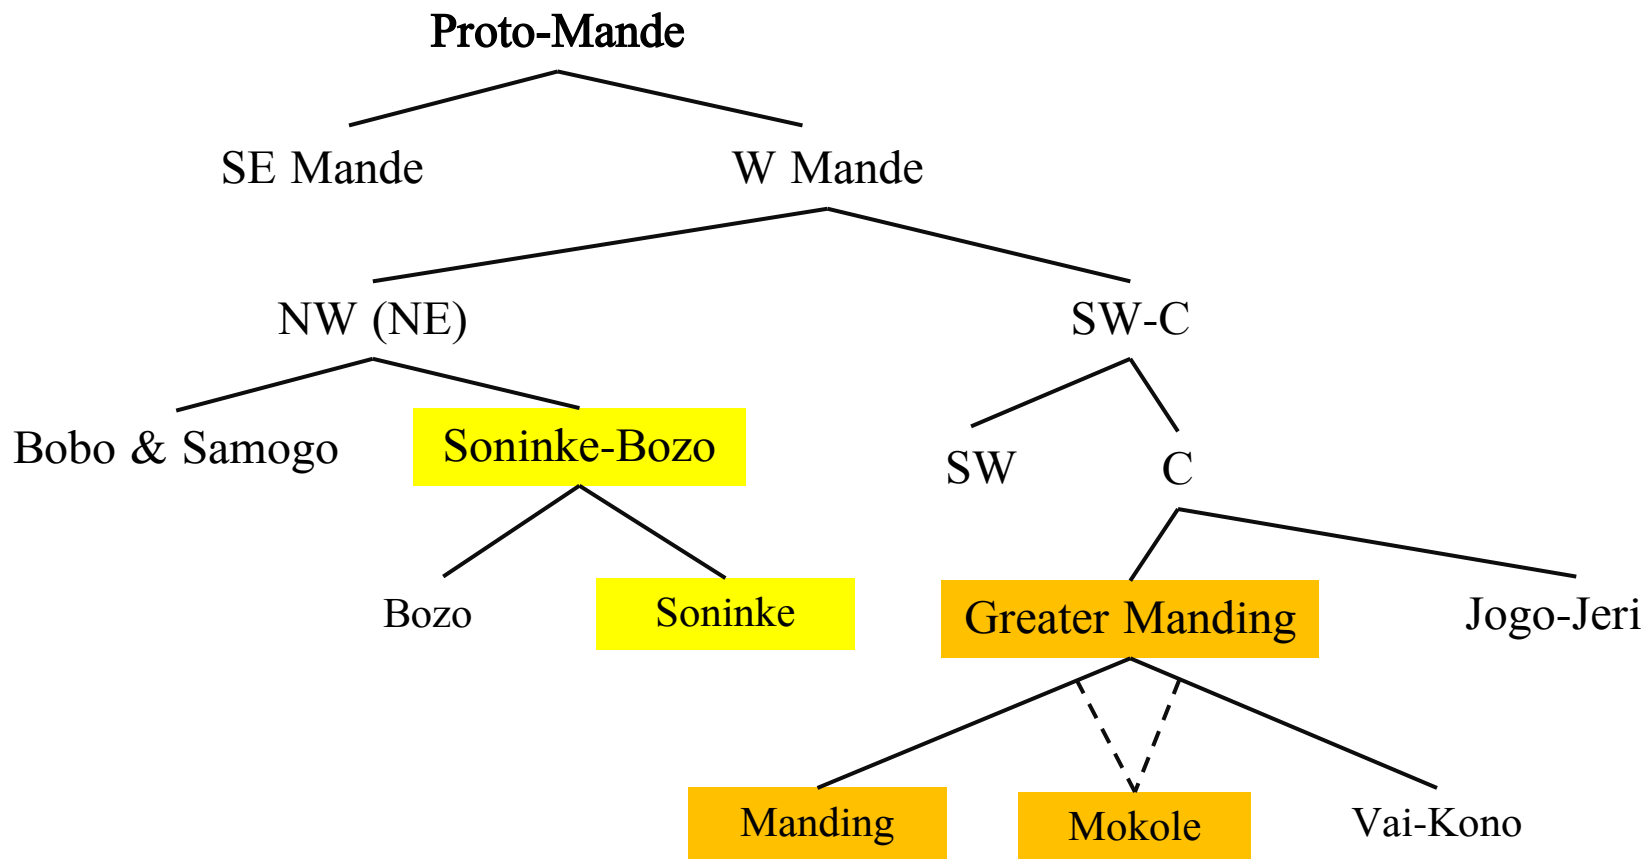 Proto-Mande
SE Mande
W Mande
NW (NE)
SW-C
Bobo & Samogo
Soninke-Bozo
SW
C
Bozo
Soninke
Greater Manding
Jogo-Jeri
Manding
Mokole
Vai-Kono